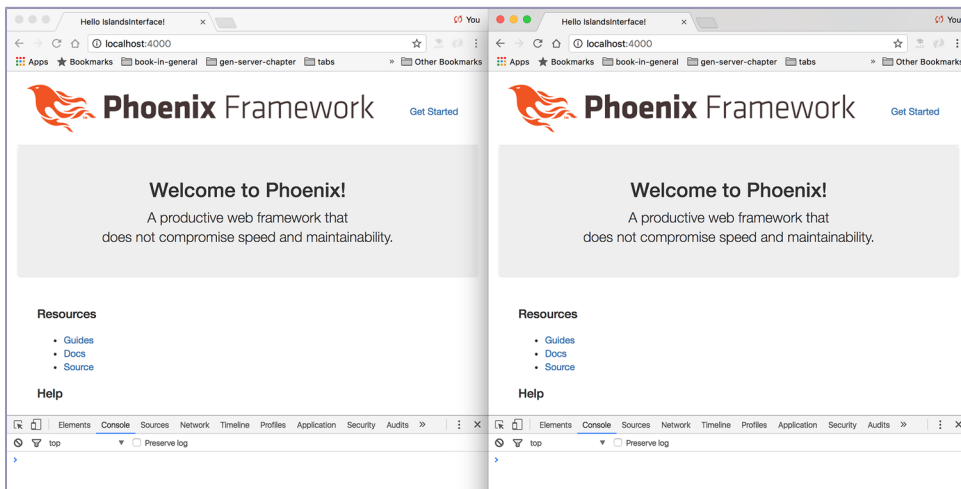 Hello IslandsInterface! × You
localhost:4000
Apps Bookmarks book-in-general gen-server-chapter tabs » Other Bookmarks
Phoenix Framework Get Started
Welcome to Phoenix!
A productive web framework that
does not compromise speed and maintainability.
Resources
• Guides
• Docs
• Source
Help
Elements Console Sources Network Timeline Profiles Application Security Audits »
top Preserve log
Hello IslandsInterface! × You
localhost:4000
Apps Bookmarks book-in-general gen-server-chapter tabs » Other Bookmarks
Phoenix Framework Get Started
Welcome to Phoenix!
A productive web framework that
does not compromise speed and maintainability.
Resources
• Guides
• Docs
• Source
Help
Elements Console Sources Network Timeline Profiles Application Security Audits »
top Preserve log